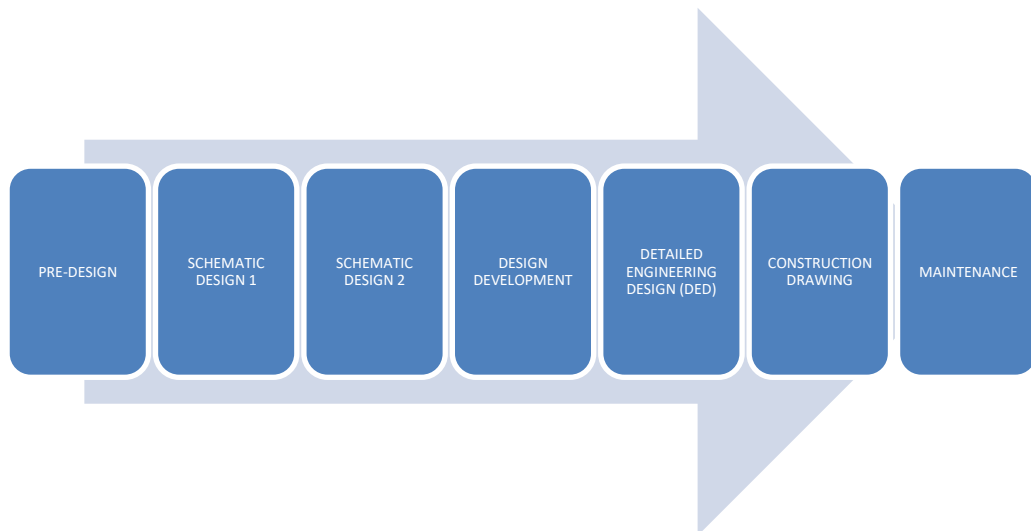 PRE-DESIGN
SCHEMATIC
DESIGN 1
SCHEMATIC
DESIGN 2
DESIGN
DEVELOPMENT
DETAILED
ENGINEERING
DESIGN (DED)
CONSTRUCTION
DRAWING
MAINTENANCE